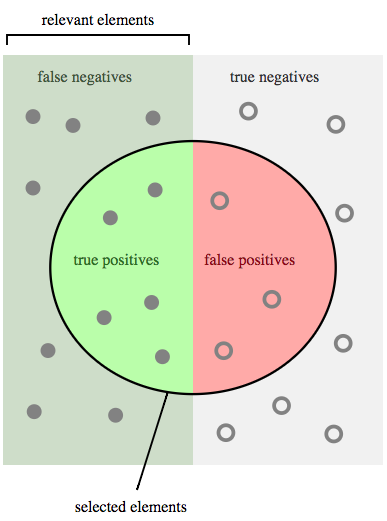 relevant elements
false negatives
true negatives
true positives
false positives
selected elements